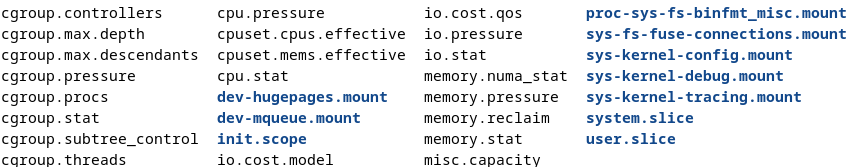 cgroup.controllers cpu.pressure io.cost.qos proc-sys-fs-binfmt_misc.mount
cgroup.max.depth cpuset.cpus.effective io.pressure sys-fs-fuse-connections.mount
cgroup.max.descendants cpuset.mems.effective io.stat sys-kernel-config.mount
cgroup.pressure cpu.stat memory.numa_stat sys-kernel-debug.mount
cgroup.procs dev-hugepages.mount memory.pressure sys-kernel-tracing.mount
cgroup.stat dev-mqueue.mount memory.reclaim system.slice
cgroup.subtree_control init.scope memory.stat user.slice
cgroup.threads io.cost.model misc.capacity